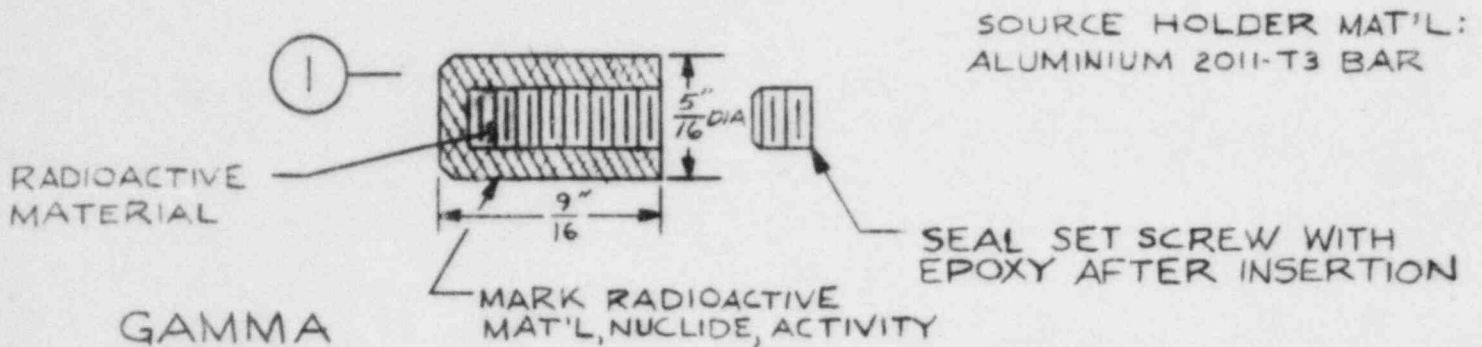 SOURCE HOLDER MAT'L:
ALUMINIUM 2011-T3 BAR
1
5"
16 DIA
RADIOACTIVE
MATERIAL
9"
16
SEAL SET SCREW WITH
EPOXY AFTER INSERTION
MARK RADIOACTIVE
MAT'L, NUCLIDE, ACTIVITY
GAMMA